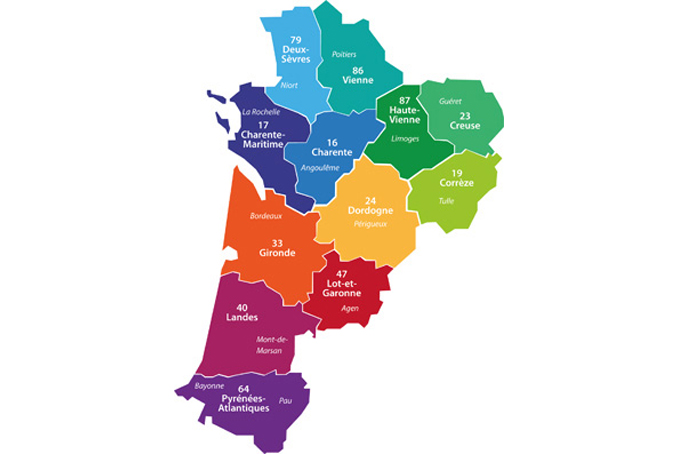 79
Deux-
Sèvres
Niort
Poitiers
86
Vienne
La Rochelle
17
Charente-
Maritime
16
Charente
Angoulême
87
Haute-
Vienne
Limoges
Guéret
23
Creuse
19
Corrèze
Tulle
24
Dordogne
Périgueux
Bordeaux
33
Gironde
47
Lot-et-
Garonne
Agen
40
Landes
Mont-de-
Marsan
Bayonne
64
Pyrénées-
Atlantiques
Pau